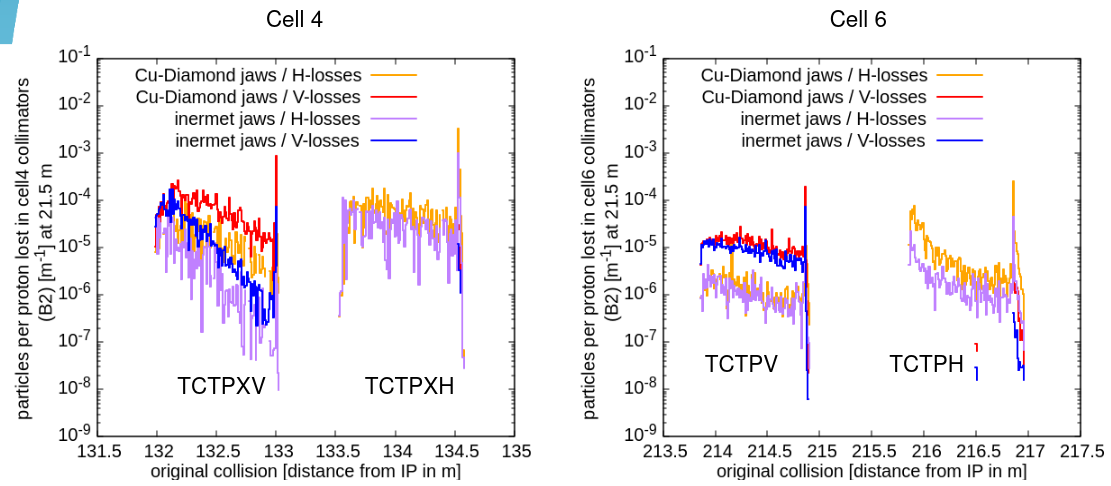 Cell 4
particles per proton lost in cell4 collimators
(B2) [m⁻¹] at 21.5 m
10⁻¹
10⁻²
10⁻³
10⁻⁴
10⁻⁵
10⁻⁶
10⁻⁷
10⁻⁸
10⁻⁹
Cu-Diamond jaws / H-losses
Cu-Diamond jaws / V-losses
inermet jaws / H-losses
inermet jaws / V-losses
TCTPXV TCTPXH
131.5 132 132.5 133 133.5 134 134.5 135
original collision [distance from IP in m]
Cell 6
particles per proton lost in cell6 collimators
(B2) [m⁻¹] at 21.5 m
10⁻¹
10⁻²
10⁻³
10⁻⁴
10⁻⁵
10⁻⁶
10⁻⁷
10⁻⁸
10⁻⁹
Cu-Diamond jaws / H-losses
Cu-Diamond jaws / V-losses
inermet jaws / H-losses
inermet jaws / V-losses
TCTPV TCTPH
213.5 214 214.5 215 215.5 216 216.5 217 217.5
original collision [distance from IP in m]